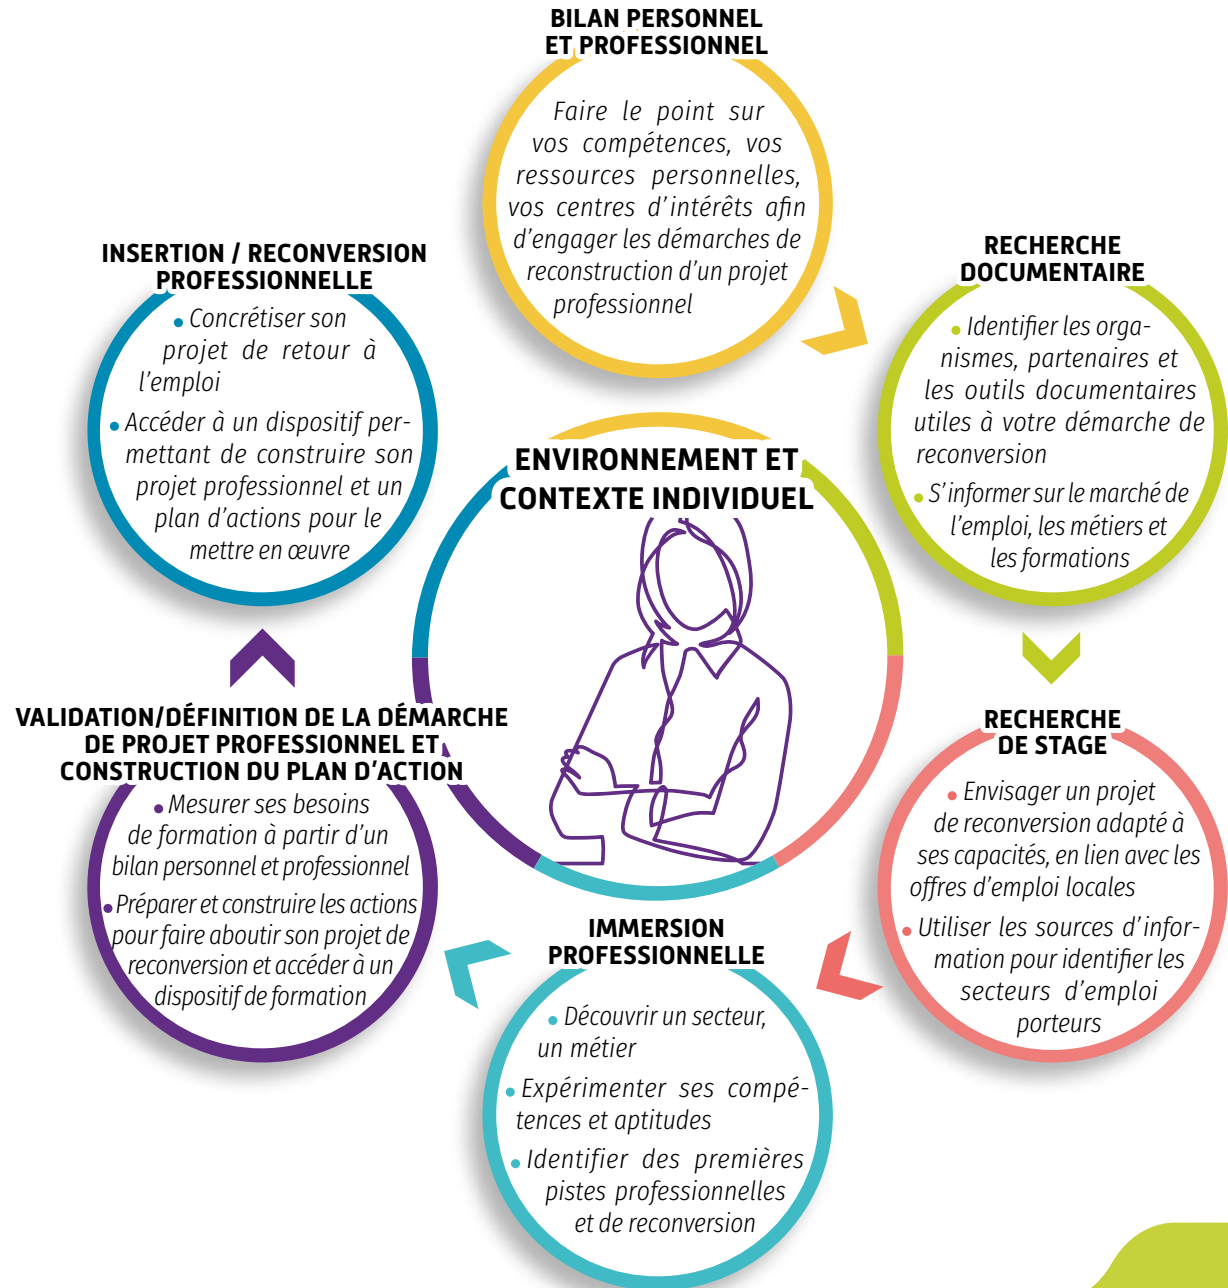 BILAN PERSONNEL
ET PROFESSIONNEL
Faire le point sur
vos compétences, vos
ressources personnelles,
vos centres d'intérêts afin
d'engager les démarches de
reconstruction d'un projet
professionnel
RECHERCHE
DOCUMENTAIRE
• Identifier les orga-
nismes, partenaires et
les outils documentaires
utiles à votre démarche de
reconversion
• S'informer sur le marché de
l'emploi, les métiers et
les formations
RECHERCHE
DE STAGE
• Envisager un projet
de reconversion adapté à
ses capacités, en lien avec les
offres d'emploi locales
• Utiliser les sources d'infor-
mation pour identifier les
secteurs d'emploi
porteurs
IMMERSION
PROFESSIONNELLE
• Découvrir un secteur,
un métier
• Expérimenter ses compé-
tences et aptitudes
• Identifier des premières
pistes professionnelles
et de reconversion
VALIDATION/DÉFINITION DE LA DÉMARCHE
DE PROJET PROFESSIONNEL ET
CONSTRUCTION DU PLAN D'ACTION
• Mesurer ses besoins
de formation à partir d'un
bilan personnel et professionnel
• Préparer et construire les actions
pour faire aboutir son projet de
reconversion et accéder à un
dispositif de formation
INSERTION / RECONVERSION
PROFESSIONNELLE
• Concrétiser son
projet de retour à
l'emploi
• Accéder à un dispositif per-
mettant de construire son
projet professionnel et un
plan d'actions pour le
mettre en œuvre
ENVIRONNEMENT ET
CONTEXTE INDIVIDUEL